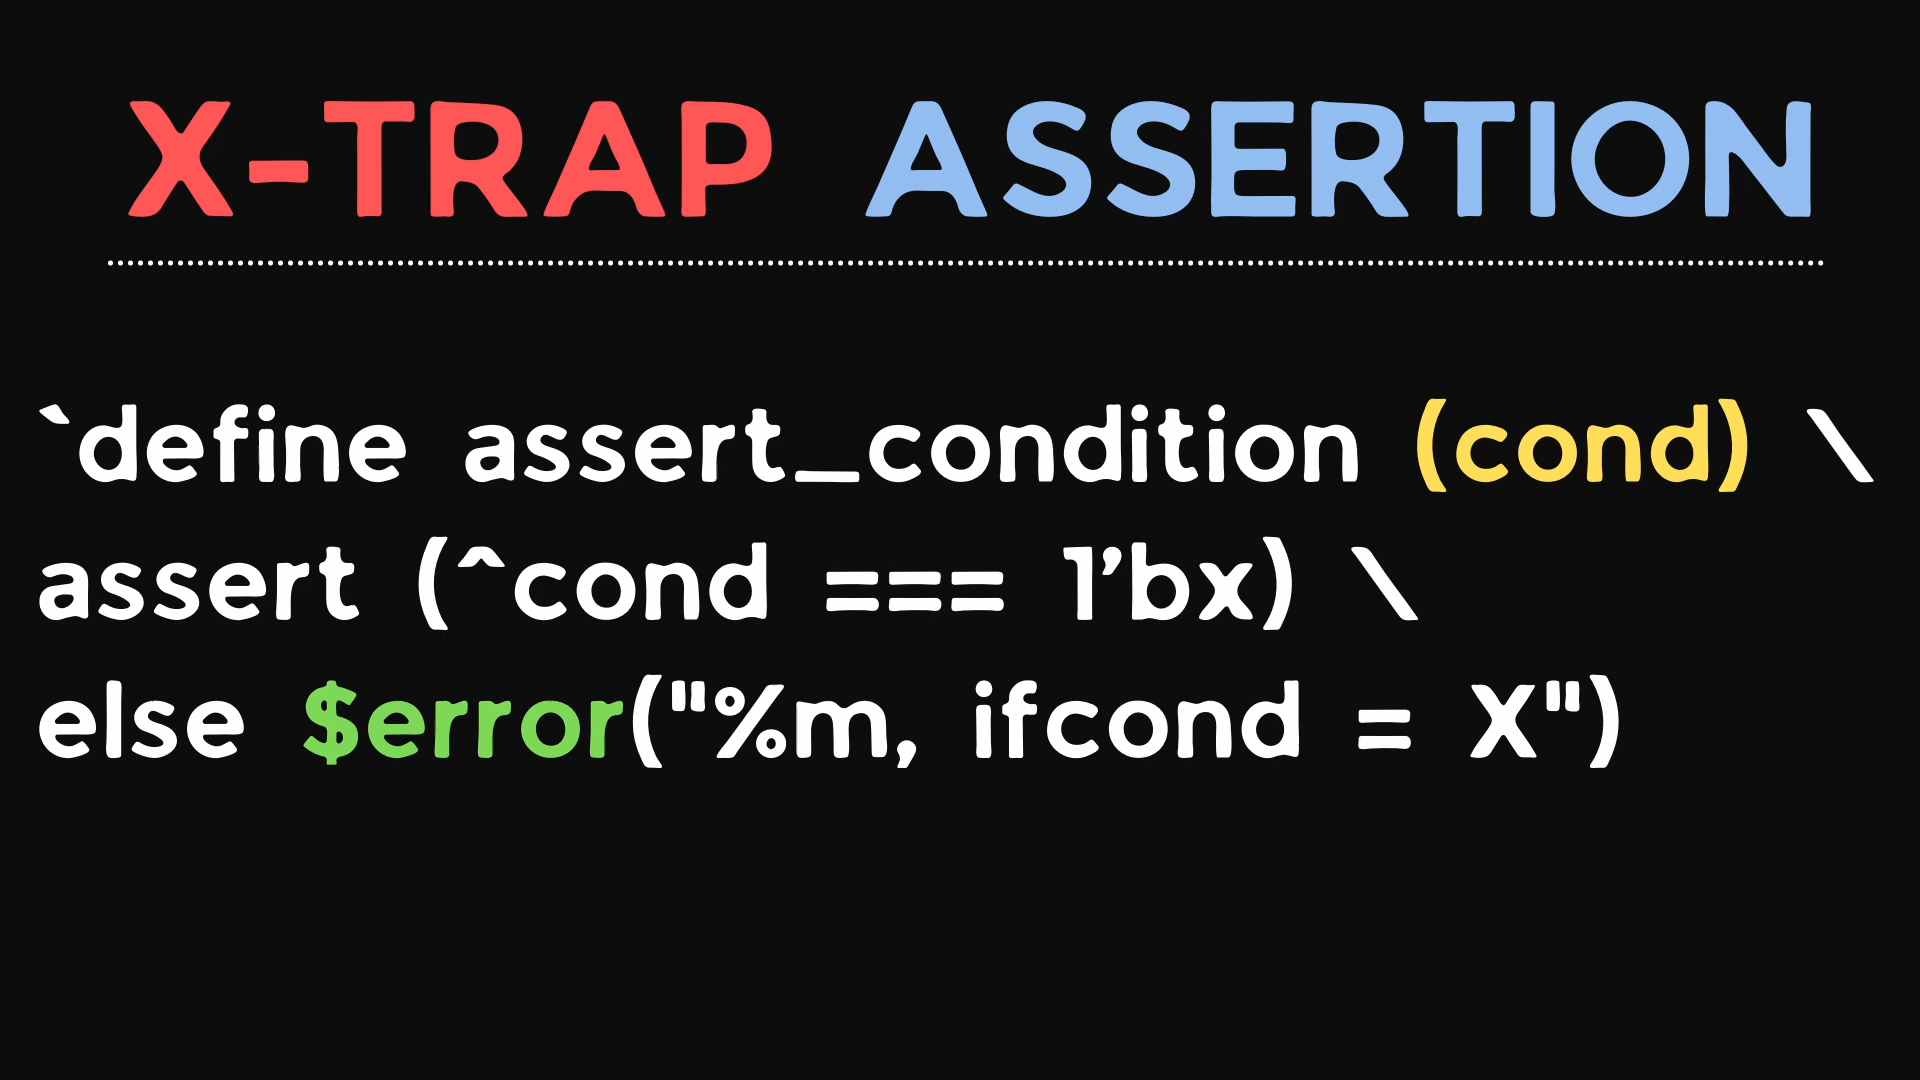 X-TRAP ASSERTION
`define assert_condition (cond) \
assert (^cond === 1’bx) \
else $error("%m, ifcond = X")